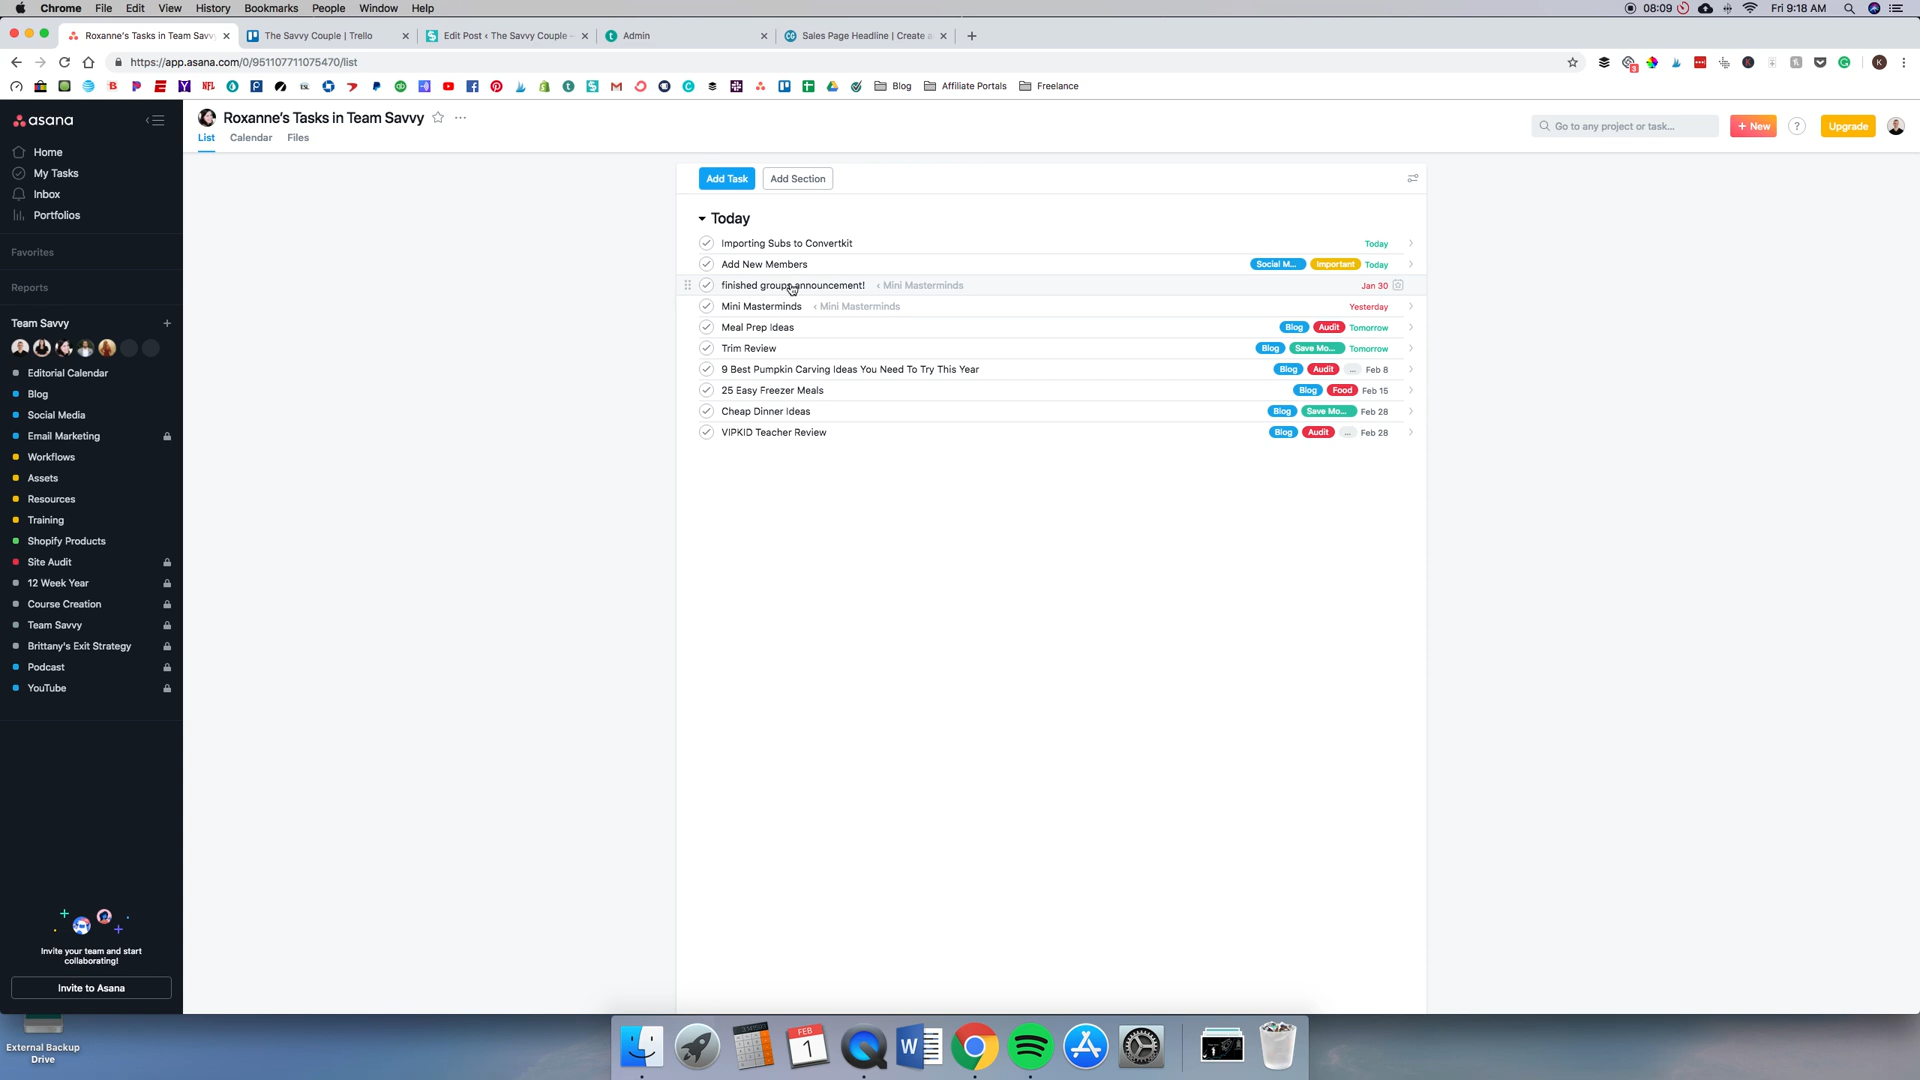 Chrome File Edit View History Bookmarks People Window Help 08:09 Fri 9:18 AM
Roxanne's Tasks in Team Savv The Savvy Couple | Trello Edit Post ‹ The Savvy Couple — Admin Sales Page Headline | Create a
https://app.asana.com/0/951107711075470/list
NFL ESL Blog Affiliate Portals Freelance
asana
Home
My Tasks
Inbox
Portfolios
Favorites
Reports
Team Savvy
Editorial Calendar
Blog
Social Media
Email Marketing
Workflows
Assets
Resources
Training
Shopify Products
Site Audit
12 Week Year
Course Creation
Team Savvy
Brittany's Exit Strategy
Podcast
YouTube
Invite your team and start
collaborating!
Invite to Asana
Roxanne's Tasks in Team Savvy
List Calendar Files
Go to any project or task...
+ New ? Upgrade
Add Task Add Section
Today
Importing Subs to Convertkit Today
Add New Members Social M... Important Today
finished groups announcement! ‹ Mini Masterminds Jan 30
Mini Masterminds ‹ Mini Masterminds Yesterday
Meal Prep Ideas Blog Audit Tomorrow
Trim Review Blog Save Mo... Tomorrow
9 Best Pumpkin Carving Ideas You Need To Try This Year Blog Audit ... Feb 8
25 Easy Freezer Meals Blog Food Feb 15
Cheap Dinner Ideas Blog Save Mo... Feb 28
VIPKID Teacher Review Blog Audit ... Feb 28
External Backup
Drive
FEB
1
W